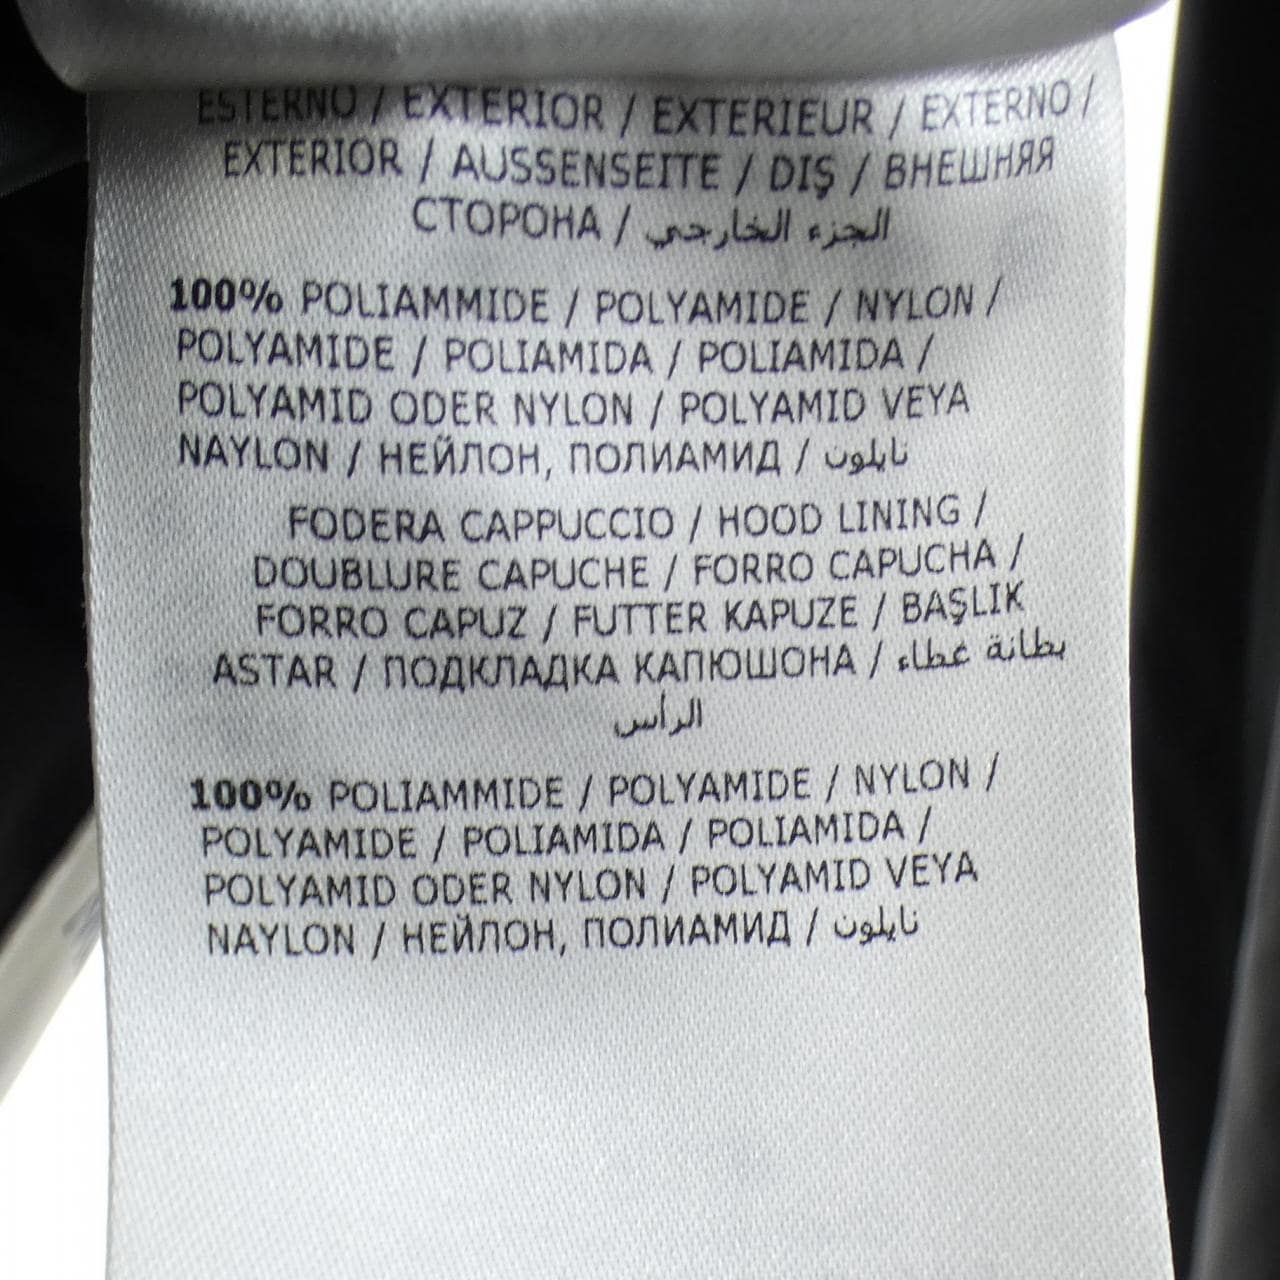 ESTERNO / EXTERIOR / EXTERIEUR / EXTERNO /
EXTERIOR / AUSSENSEITE / DIŞ / ВНЕШНЯЯ
СТОРОНА / الجزء الخارجي
100% POLIAMMIDE / POLYAMIDE / NYLON /
POLYAMIDE / POLIAMIDA / POLIAMIDA /
POLYAMID ODER NYLON / POLYAMID VEYA
NAYLON / НЕЙЛОН, ПОЛИАМИД / نايلون
FODERA CAPPUCCIO / HOOD LINING /
DOUBLURE CAPUCHE / FORRO CAPUCHA /
FORRO CAPUZ / FUTTER KAPUZE / BAŞLIK
ASTAR / ПОДКЛАДКА КАПЮШОНА / بطانة غطاء
الرأس
100% POLIAMMIDE / POLYAMIDE / NYLON /
POLYAMIDE / POLIAMIDA / POLIAMIDA /
POLYAMID ODER NYLON / POLYAMID VEYA
NAYLON / НЕЙЛОН, ПОЛИАМИД / نايلون